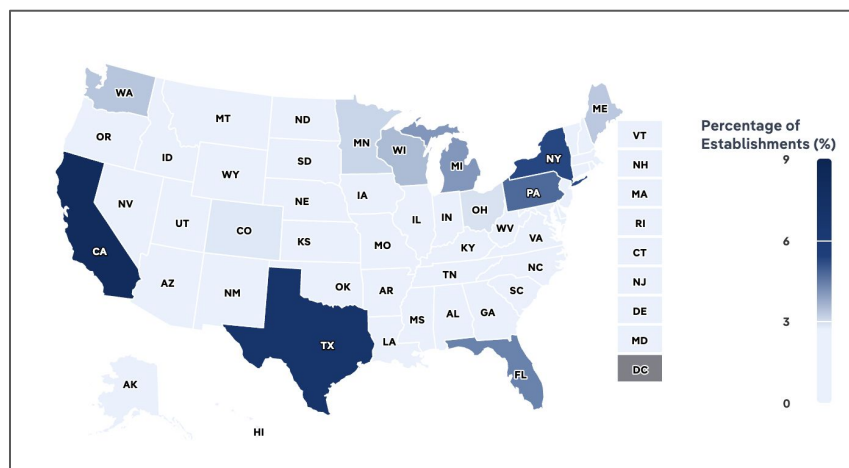 WA
MT
ND
MN
ME
VT
Percentage of
Establishments (%)
OR
ID
SD
WI
MI
NY
NH
9
WY
PA
MA
NV
NE
IA
IL
IN
OH
RI
UT
CO
WV
VA
CT
6
CA
KS
MO
KY
NJ
AZ
NM
OK
AR
TN
NC
DE
SC
MS
AL
GA
MD
3
TX
LA
FL
DC
AK
0
HI